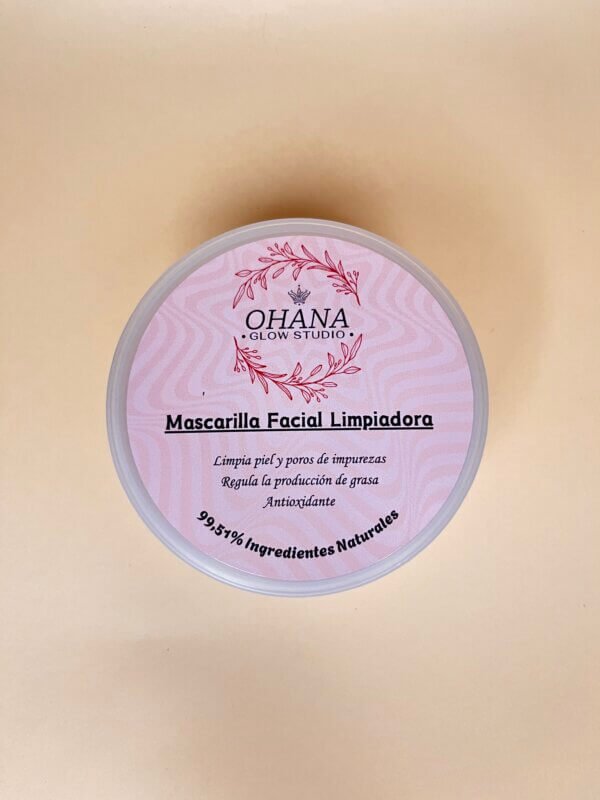 OHANA
• GLOW STUDIO •
Mascarilla Facial Limpiadora
Limpia piel y poros de impurezas
Regula la producción de grasa
Antioxidante
99,51% Ingredientes Naturales